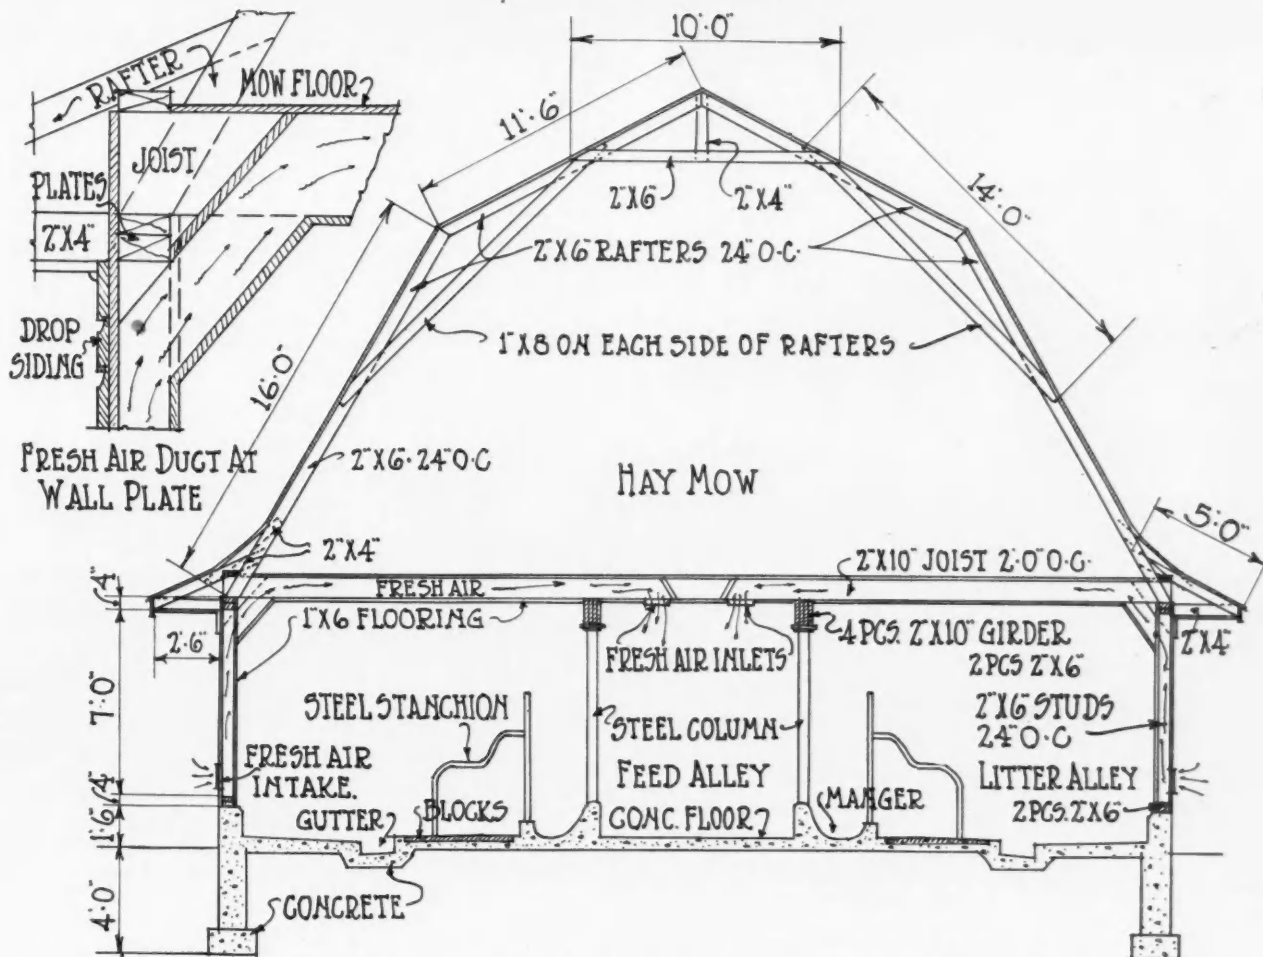 10'-0"
RAFTER
MOW FLOOR
11'-6"
JOIST
PLATES
2"X4"
2"X6"
2"X4"
14'-0"
2"X6" RAFTERS 24" O.C.
DROP
SIDING
1"X8 ON EACH SIDE OF RAFTERS
16'-0"
FRESH AIR DUCT AT
WALL PLATE
2"X6"-24" O.C
HAY MOW
5'-0"
2"X4"
2"X10" JOIST 2'-0" O.C.
4"
FRESH AIR
1"X6 FLOORING
4 PCS. 2"X10" GIRDER
2'-6"
FRESH AIR INLETS
2"X4"
2 PCS 2"X6"
7'-0"
STEEL STANCHION
STEEL COLUMN
2"X6" STUDS
24" O.C
FRESH AIR
INTAKE.
FEED ALLEY
LITTER ALLEY
4"
BLOCKS
MANGER
1'-6"
GUTTER
CONC. FLOOR
2 PCS. 2"X6"
4'-0"
CONCRETE